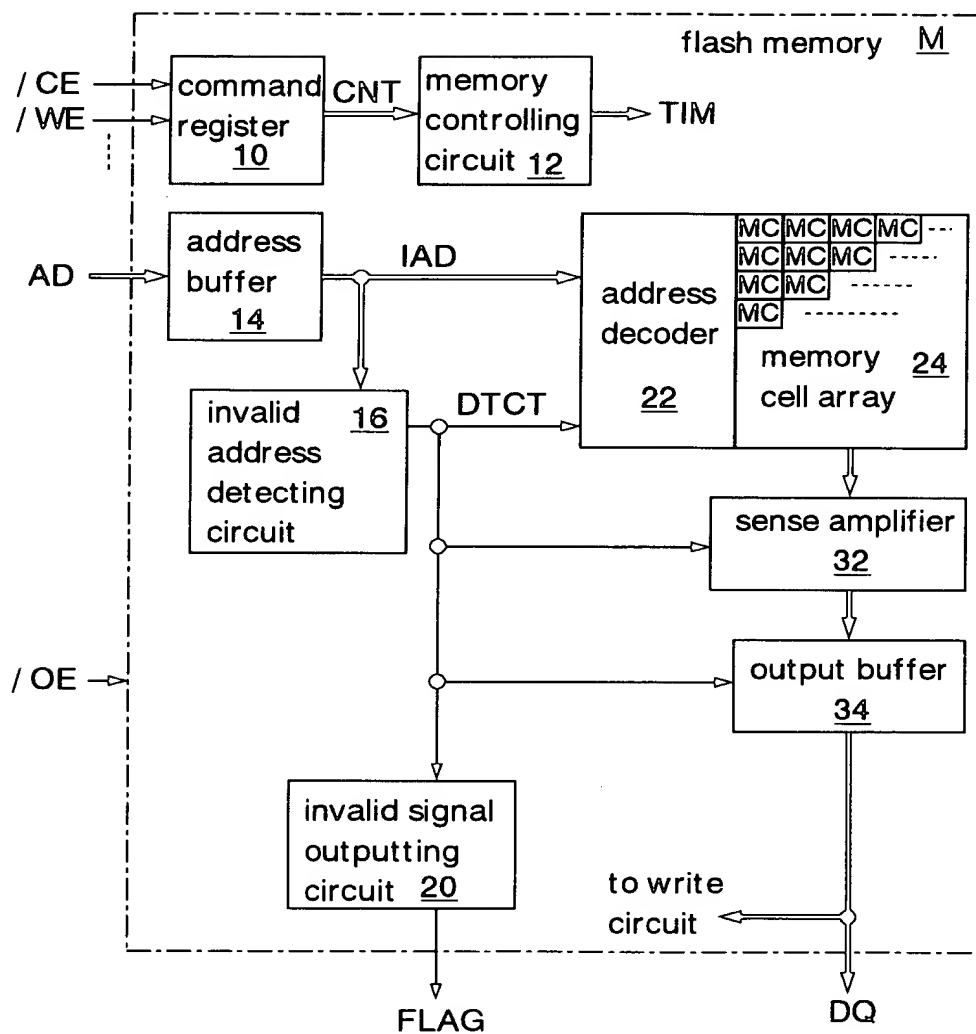 flash memory M
/ CE
/ WE
command
register
10
CNT
memory
controlling
circuit 12
TIM
AD
address
buffer
14
IAD
address
decoder
22
MC MC MC MC
MC MC MC
MC MC
MC
memory 24
cell array
invalid 16
address
detecting
circuit
DTCT
sense amplifier
32
/ OE
output buffer
34
invalid signal
outputting
circuit 20
to write
circuit
FLAG
DQ